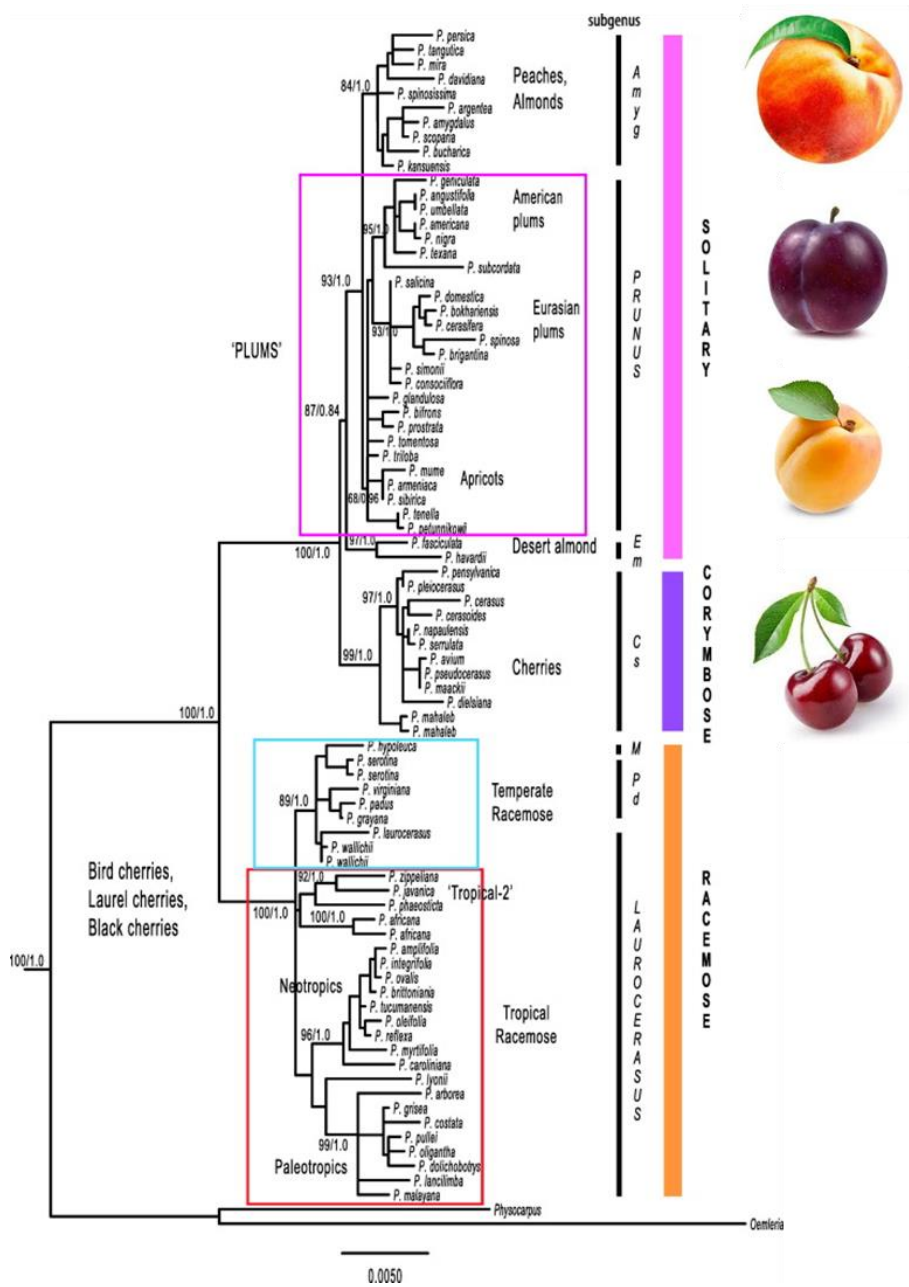 subgenus
P. persica
P. tangutica
P. mira
P. davidiana
P. spinosissima
P. argentea
P. amygdalus
P. scoparia
P. bucharica
P. kansuensis
84/1.0
Peaches,
Almonds
Amyg
P. geniculata
P. angustifolia
P. umbellata
P. americana
P. nigra
P. texana
P. subcordata
95/1.0
American
plums
P. salicina
P. domestica
P. bokhariensis
P. cerasifera
P. spinosa
P. brigantina
P. simonii
P. consociiflora
93/1.0
93/1.0
Eurasian
plums
'PLUMS'
PRUNUS
SOLITARY
P. glandulosa
P. bifrons
P. prostrata
P. tomentosa
P. triloba
P. mume
P. armeniaca
P. sibirica
P. tenella
P. petunnikowii
87/0.84
68/0.96
Apricots
P. fasciculata
P. havardii
97/1.0
Desert almond
Em
100/1.0
P. pensylvanica
P. pleiocerasus
P. cerasus
P. cerasoides
P. napaulensis
P. serrulata
P. avium
P. pseudocerasus
P. maackii
P. dielsiana
P. mahaleb
P. mahaleb
97/1.0
99/1.0
Cherries
Cs
CORYMBOSE
100/1.0
P. hypoleuca
P. serotina
P. serotina
P. virginiana
P. padus
P. grayana
P. laurocerasus
P. wallichii
P. wallichii
89/1.0
Temperate
Racemose
M
Pd
Bird cherries,
Laurel cherries,
Black cherries
P. zippeliana
P. javanica
P. phaeosticta
P. africana
P. africana
92/1.0
'Tropical-2'
100/1.0
100/1.0
P. amplifolia
P. integrifolia
P. ovalis
P. brittoniania
P. tucumanensis
P. oleifolia
P. reflexa
P. myrtifolia
P. caroliniana
Neotropics
96/1.0
Tropical
Racemose
LAUROCERASUS
RACEMOSE
100/1.0
P. lyonii
P. arborea
P. grisea
P. costata
P. pullei
P. oligantha
P. dolichobotrys
P. lancilimba
P. malayana
99/1.0
Paleotropics
Physocarpus
Oemleria
0.0050